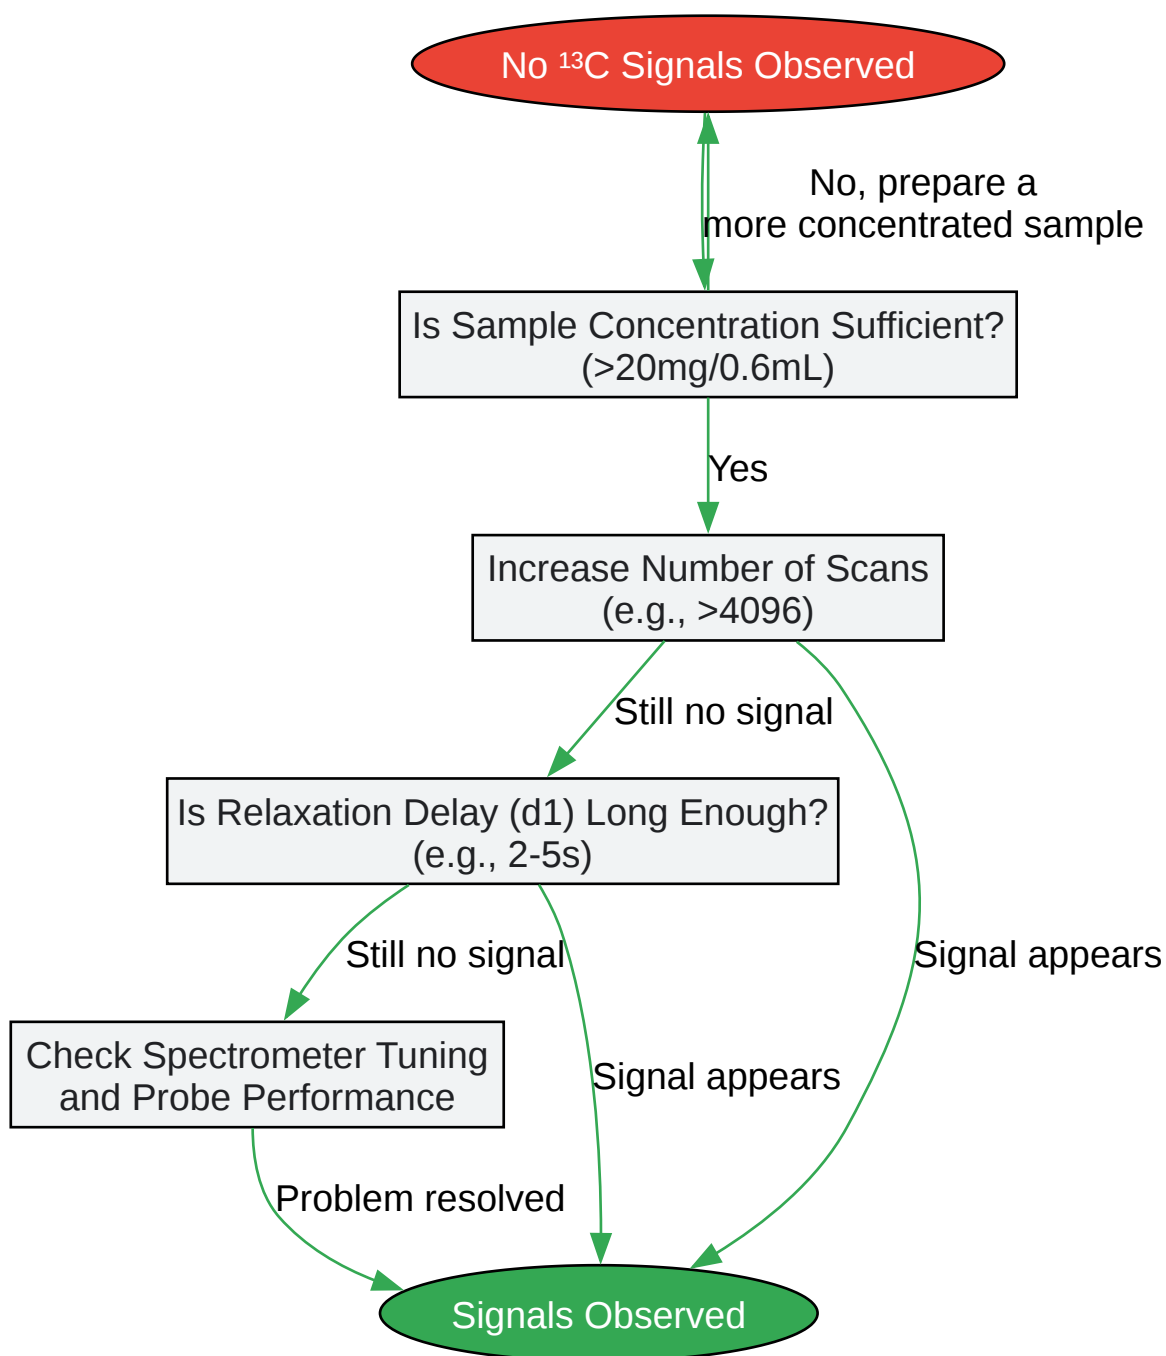 No ¹³C Signals Observed
No, prepare a
more concentrated sample
Is Sample Concentration Sufficient?
(>20mg/0.6mL)
Yes
Increase Number of Scans
(e.g., >4096)
Still no signal
Is Relaxation Delay (d1) Long Enough?
(e.g., 2-5s)
Still no signal
Signal appears
Check Spectrometer Tuning
and Probe Performance
Signal appears
Problem resolved
Signals Observed